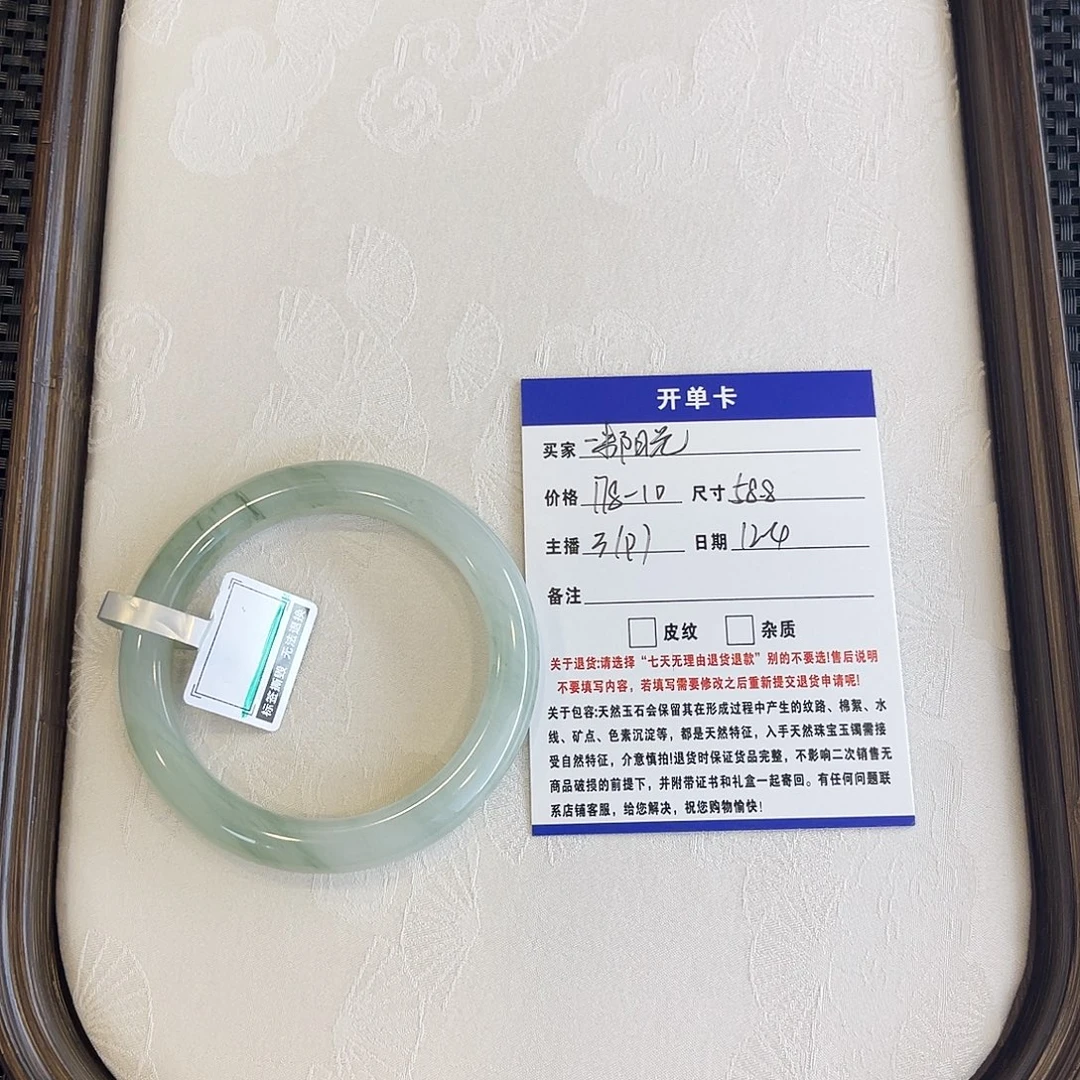 开单卡
买家 一米阳光
价格 178-10 尺寸 58.8
主播 3(P) 日期 12.4
备注
皮纹 杂质
关于退货:请选择“七天无理由退货退款”别的不要选!售后说明
不要填写内容，若填写需要修改之后重新提交退货申请呢!
关于包容:天然玉石会保留其在形成过程中产生的纹路、棉絮、水
线、矿点、色素沉淀等，都是天然特征，入手天然珠宝玉镯需接
受自然特征，介意慎拍!退货时保证货品完整，不影响二次销售无
商品破损的前提下，并附带证书和礼盒一起寄回。有任何问题联
系店铺客服，给您解决，祝您购物愉快!
标签撕毁 无法退换